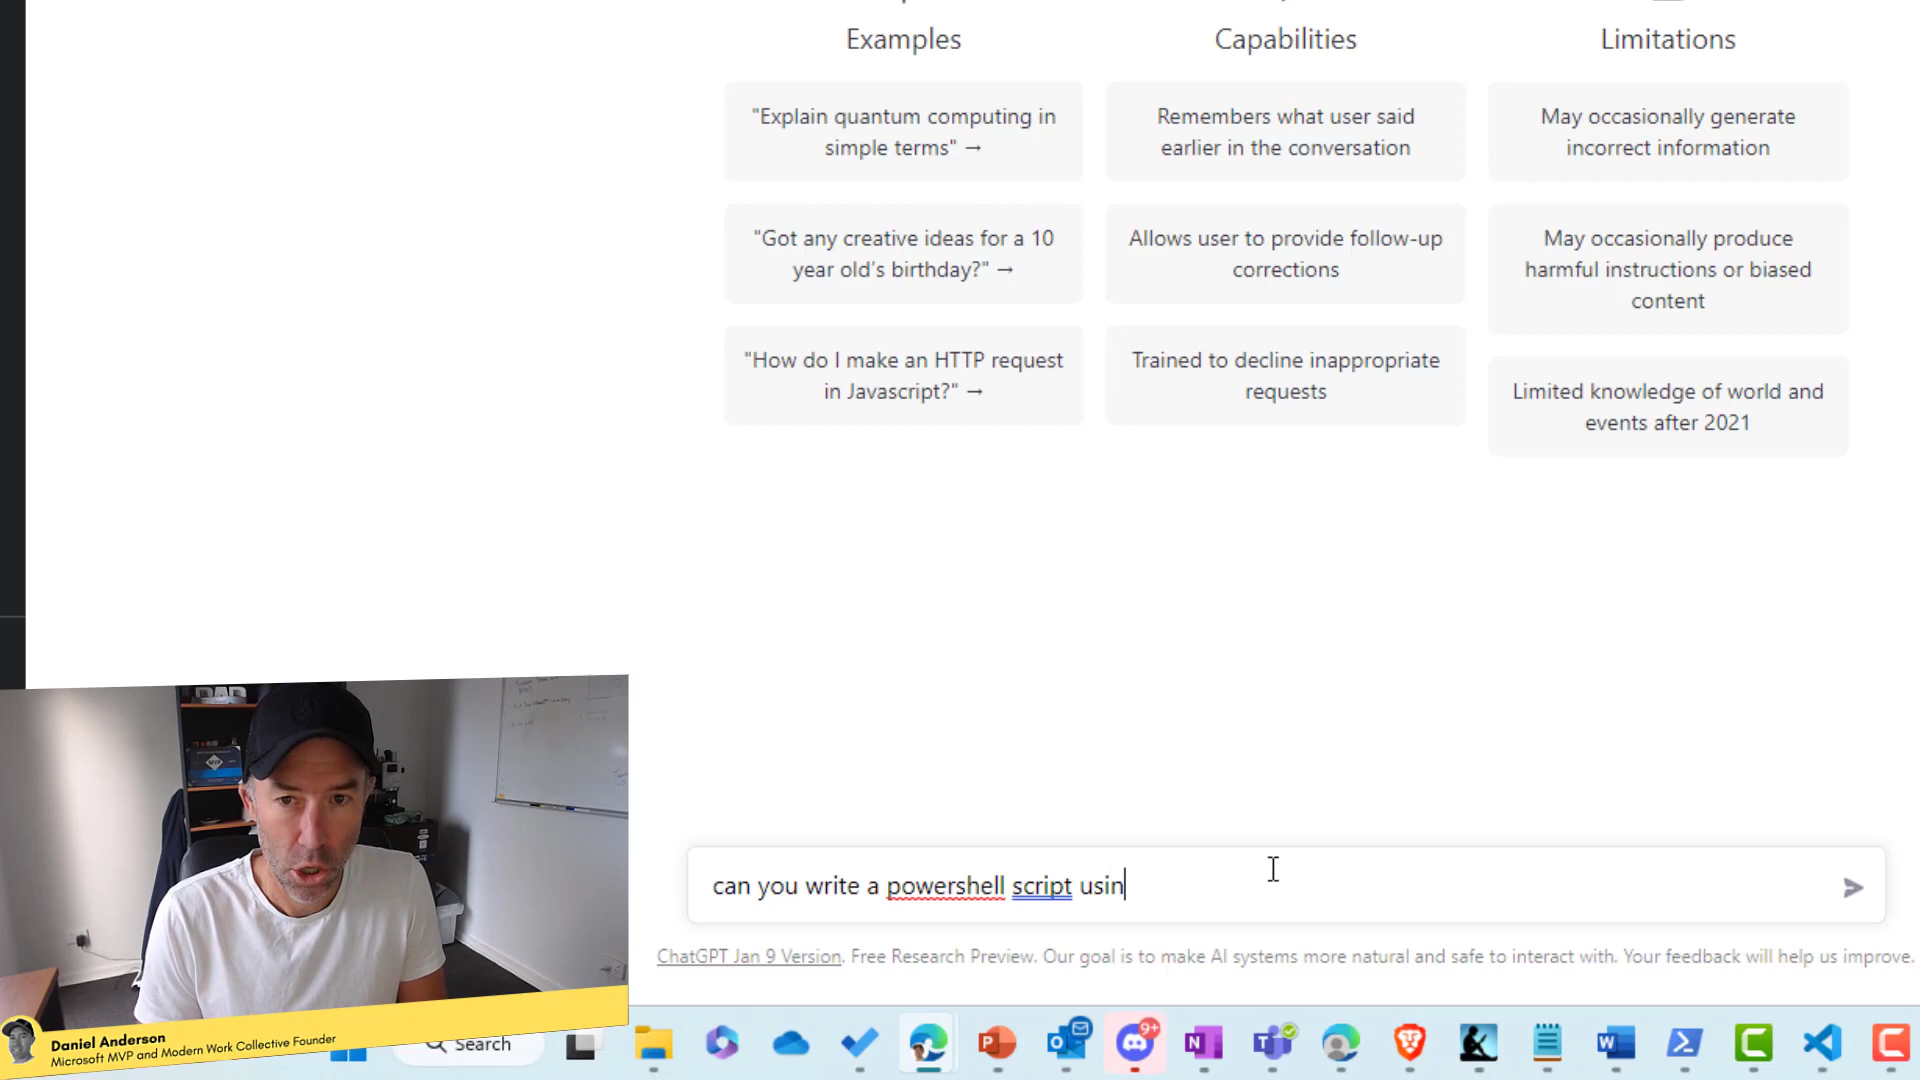 Examples
Capabilities
Limitations
"Explain quantum computing in
simple terms" →
Remembers what user said
earlier in the conversation
May occasionally generate
incorrect information
"Got any creative ideas for a 10
year old's birthday?" →
Allows user to provide follow-up
corrections
May occasionally produce
harmful instructions or biased
content
"How do I make an HTTP request
in Javascript?" →
Trained to decline inappropriate
requests
Limited knowledge of world and
events after 2021
can you write a powershell script usin
ChatGPT Jan 9 Version. Free Research Preview. Our goal is to make AI systems more natural and safe to interact with. Your feedback will help us improve.
MVP
Daniel Anderson
Microsoft MVP and Modern Work Collective Founder
Search
P
O
9+
N
T
W